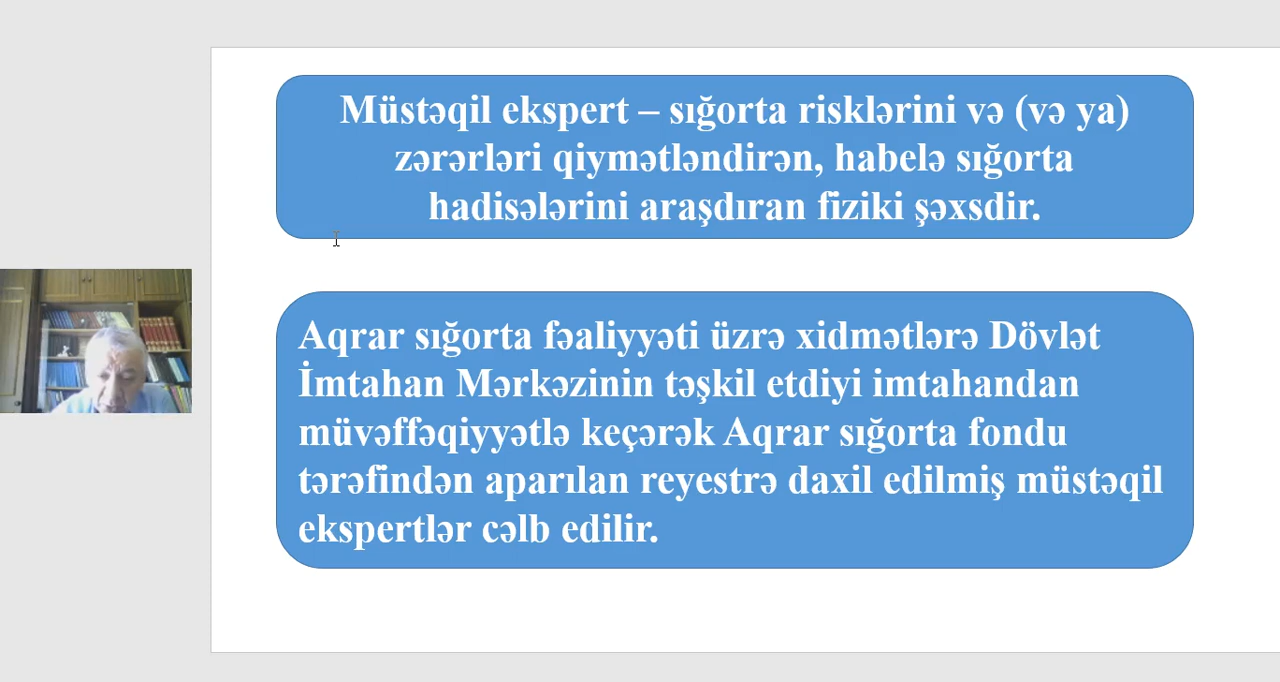 Müstəqil ekspert – sığorta risklərini və (və ya)
zərərləri qiymətləndirən, habelə sığorta
hadisələrini araşdıran fiziki şəxsdir.
Aqrar sığorta fəaliyyəti üzrə xidmətlərə Dövlət
İmtahan Mərkəzinin təşkil etdiyi imtahandan
müvəffəqiyyətlə keçərək Aqrar sığorta fondu
tərəfindən aparılan reyestrə daxil edilmiş müstəqil
ekspertlər cəlb edilir.